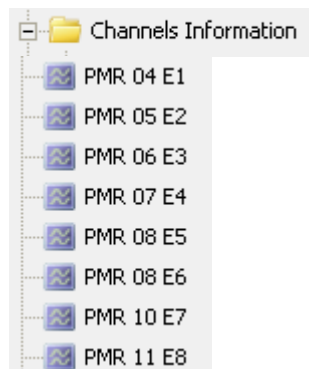 Channels Information
PMR 04 E1
PMR 05 E2
PMR 06 E3
PMR 07 E4
PMR 08 E5
PMR 08 E6
PMR 10 E7
PMR 11 E8